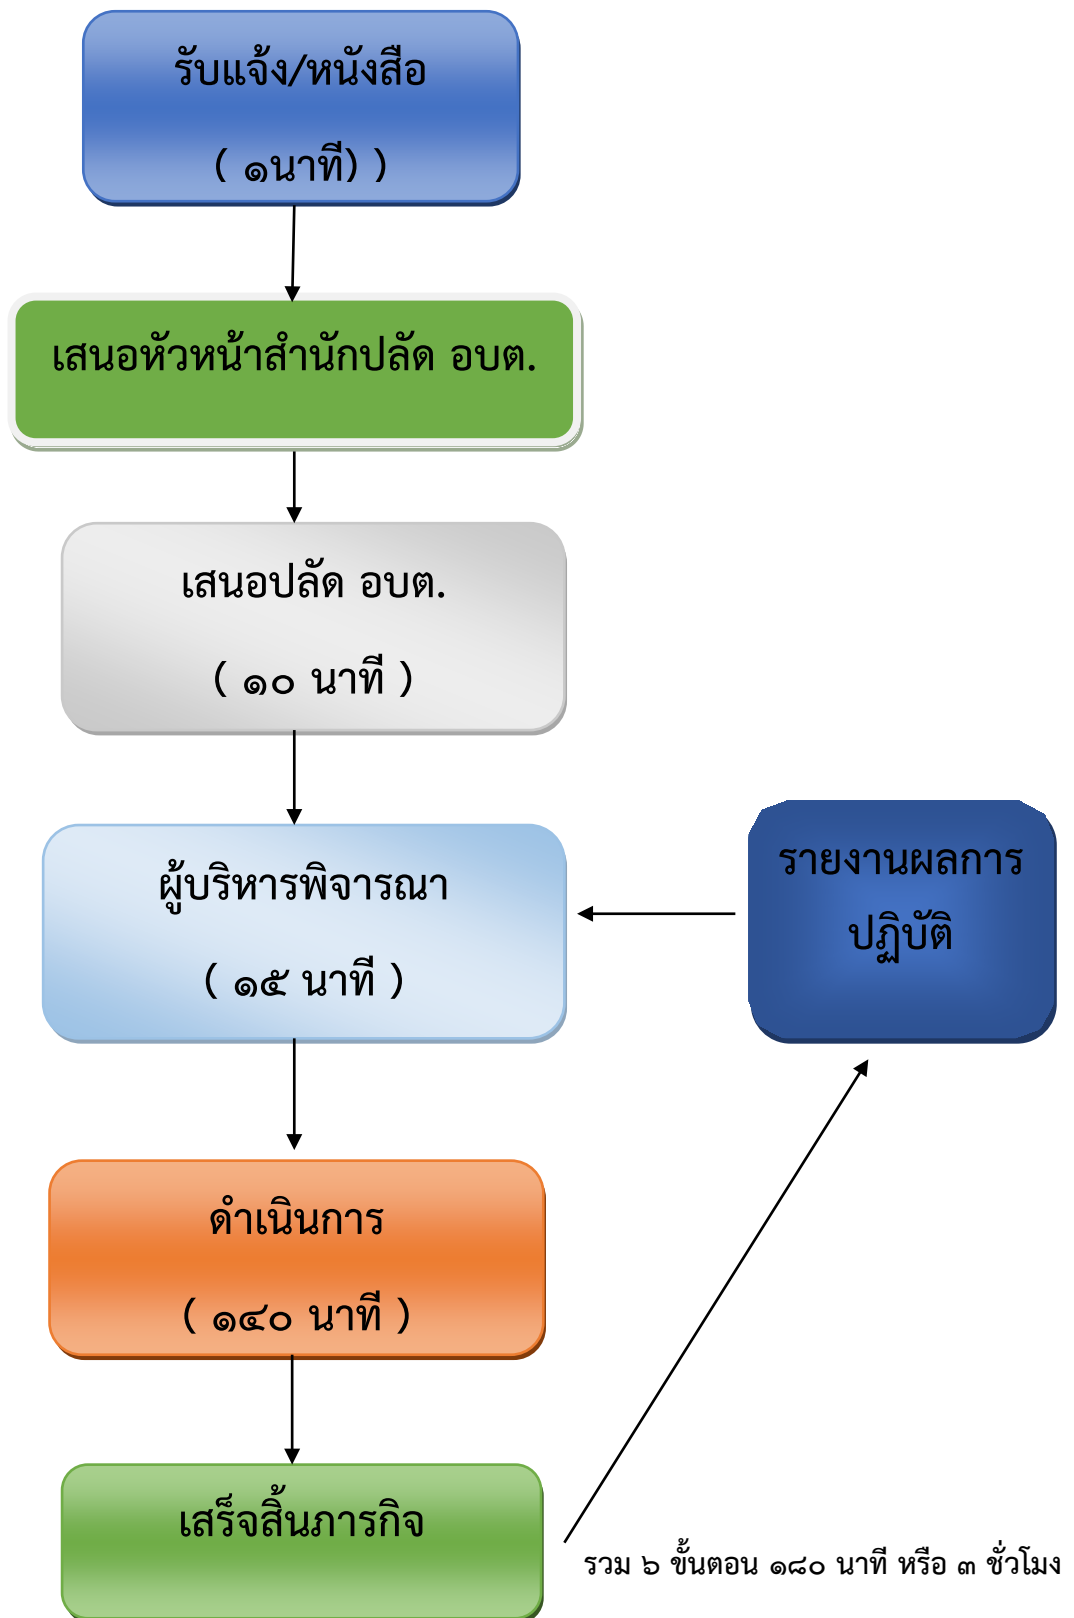 รับแจ้ง/หนังสือ
( ๑นาที) )
เสนอหัวหน้าสำนักปลัด อบต.
เสนอปลัด อบต.
( ๑๐ นาที )
ผู้บริหารพิจารณา
( ๑๕ นาที )
รายงานผลการ
ปฏิบัติ
ดำเนินการ
( ๑๔๐ นาที )
เสร็จสิ้นภารกิจ
รวม ๖ ขั้นตอน ๑๘๐ นาที หรือ ๓ ชั่วโมง